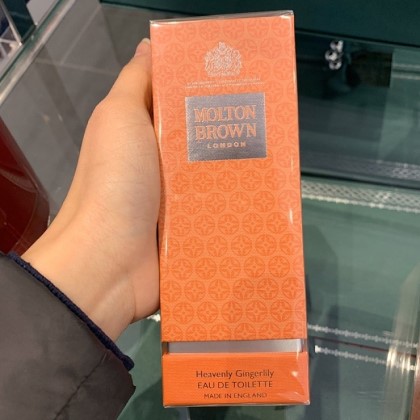 MOLTON
BROWN
LONDON
Heavenly Gingerlily
EAU DE TOILETTE
MADE IN ENGLAND